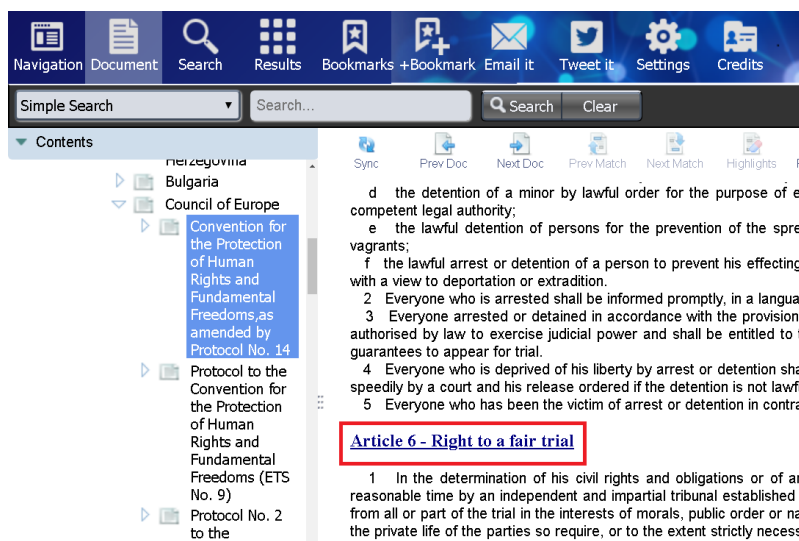 Navigation Document Search Results Bookmarks +Bookmark Email it Tweet it Settings Credits
Simple Search Search... Search Clear
Contents
Herzegovina
Bulgaria
Council of Europe
Convention for
the Protection
of Human
Rights and
Fundamental
Freedoms,as
amended by
Protocol No. 14
Protocol to the
Convention for
the Protection
of Human
Rights and
Fundamental
Freedoms (ETS
No. 9)
Protocol No. 2
to the
Sync Prev Doc Next Doc Prev Match Next Match Highlights
d the detention of a minor by lawful order for the purpose of e
competent legal authority;
e the lawful detention of persons for the prevention of the spre
vagrants;
f the lawful arrest or detention of a person to prevent his effecting
with a view to deportation or extradition.
2 Everyone who is arrested shall be informed promptly, in a langua
3 Everyone arrested or detained in accordance with the provision
authorised by law to exercise judicial power and shall be entitled to
guarantees to appear for trial.
4 Everyone who is deprived of his liberty by arrest or detention sha
speedily by a court and his release ordered if the detention is not lawf
5 Everyone who has been the victim of arrest or detention in contra
Article 6 - Right to a fair trial
1 In the determination of his civil rights and obligations or of a
reasonable time by an independent and impartial tribunal established
from all or part of the trial in the interests of morals, public order or na
the private life of the parties so require, or to the extent strictly necess